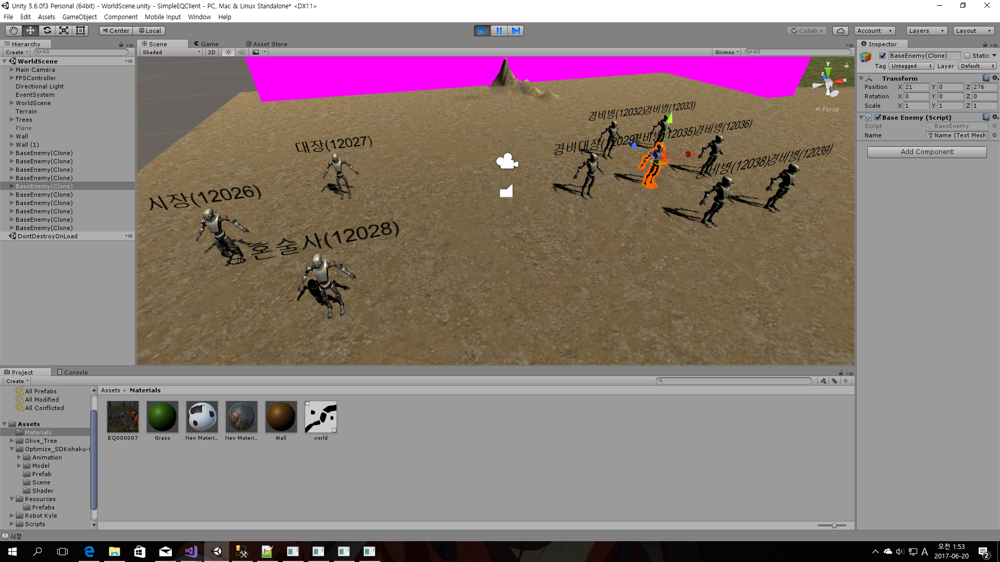 Unity 5.6.0f3 Personal (64bit) - WorldScene.unity - SimpleEQClient - PC, Mac & Linux Standalone* <DX11>
File Edit Assets GameObject Component Mobile Input Window Help
Center Local
Collab Account Layers Layout
Hierarchy
Create All
WorldScene
Main Camera
FPSController
Directional Light
EventSystem
WorldScene
Terrain
Trees
Plane
Wall
Wall (1)
BaseEnemy(Clone)
BaseEnemy(Clone)
BaseEnemy(Clone)
BaseEnemy(Clone)
BaseEnemy(Clone)
BaseEnemy(Clone)
BaseEnemy(Clone)
BaseEnemy(Clone)
BaseEnemy(Clone)
BaseEnemy(Clone)
DontDestroyOnLoad
Scene Game Asset Store
Shaded 2D Gizmos All
y
z
x
Persp
경비병(12032)
경비병(12033)
경비병(12036)
대장(12027)
경비대장(12029)
경비병(12039)
시장(12026)
혼술사(12028)
Inspector
BaseEnemy(Clone) Static
Tag Untagged Layer Default
Transform
Position X 21 Y 0 Z 276
Rotation X 0 Y 0 Z 0
Scale X 1 Y 1 Z 1
Base Enemy (Script)
Script BaseEnemy
Name Name (Text Mesh)
Add Component
Project Console
Create
All Prefabs
All Modified
All Conflicted
Assets
Materials
Olive_Tree
Optimize_SDKohaku-
Animation
Model
Prefab
Scene
Shader
Resources
Prefabs
Robot Kyle
Scripts
Assets Materials
EQ000007 Grass New Materi... New Materi... Wall world
시장
A
오전 1:53
2017-06-20
2